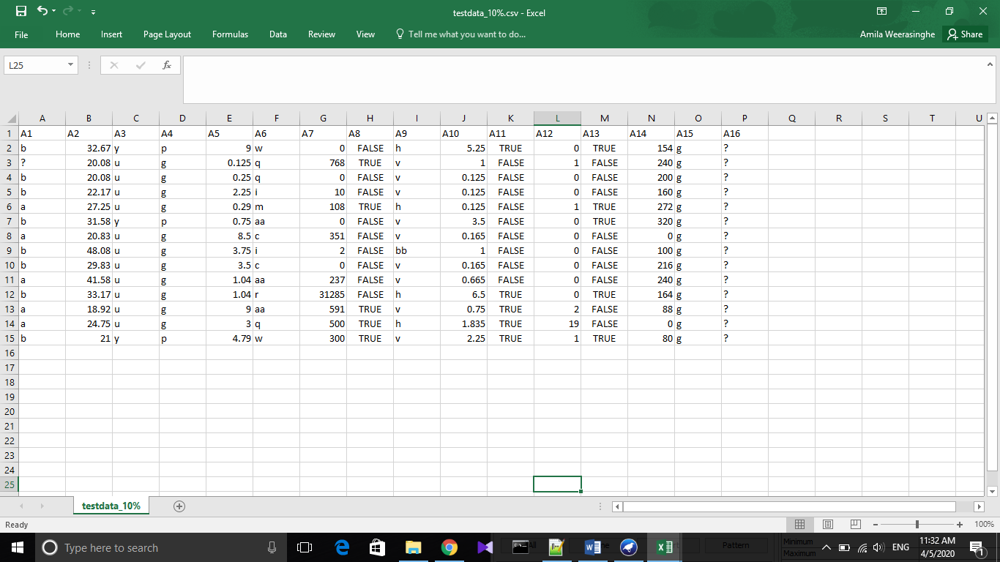 testdata_10%.csv - Excel
File Home Insert Page Layout Formulas Data Review View Tell me what you want to do... Amila Weerasinghe Share
L25 fx
A B C D E F G H I J K L M N O P Q R S T U
1 A1 A2 A3 A4 A5 A6 A7 A8 A9 A10 A11 A12 A13 A14 A15 A16
2 b 32.67 y p 9 w 0 FALSE h 5.25 TRUE 0 TRUE 154 g ?
3 ? 20.08 u g 0.125 q 768 TRUE v 1 FALSE 1 FALSE 240 g ?
4 b 20.08 u g 0.25 q 0 FALSE v 0.125 FALSE 0 FALSE 200 g ?
5 b 22.17 u g 2.25 i 10 FALSE v 0.125 FALSE 0 FALSE 160 g ?
6 a 27.25 u g 0.29 m 108 TRUE h 0.125 FALSE 1 TRUE 272 g ?
7 b 31.58 y p 0.75 aa 0 FALSE v 3.5 FALSE 0 TRUE 320 g ?
8 a 20.83 u g 8.5 c 351 FALSE v 0.165 FALSE 0 FALSE 0 g ?
9 b 48.08 u g 3.75 i 2 FALSE bb 1 FALSE 0 FALSE 100 g ?
10 b 29.83 u g 3.5 c 0 FALSE v 0.165 FALSE 0 FALSE 216 g ?
11 a 41.58 u g 1.04 aa 237 FALSE v 0.665 FALSE 0 FALSE 240 g ?
12 b 33.17 u g 1.04 r 31285 FALSE h 6.5 TRUE 0 TRUE 164 g ?
13 a 18.92 u g 9 aa 591 TRUE v 0.75 TRUE 2 FALSE 88 g ?
14 a 24.75 u g 3 q 500 TRUE h 1.835 TRUE 19 FALSE 0 g ?
15 b 21 y p 4.79 w 300 TRUE v 2.25 TRUE 1 TRUE 80 g ?
16
17
18
19
20
21
22
23
24
25
testdata_10%
Ready 100%
Type here to search Pattern Minimum Maximum ENG 11:32 AM
4/5/2020 1